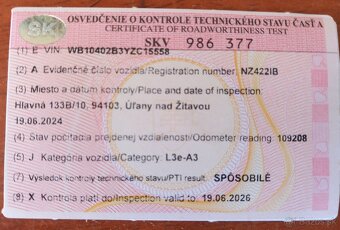 OSVEDČENIE O KONTROLE TECHNICKÉHO STAVU ČASŤ A
CERTIFICATE OF ROADWORTHINESS TEST
SK
SKV 986 377
(1) E VIN WB10402B3YZC15558
(2) A Evidenčné číslo vozidla/Registration number: NZ422IB
(3) Miesto a dátum kontroly/Place and date of inspection:
Hlavná 133B/10, 94103, Úľany nad Žitavou
19.06.2024
(4) Stav počítadla prejdenej vzdialenosti/Odometer reading: 109208
(5) J Kategória vozidla/Category: L3e-A3
(7) Výsledok kontroly technického stavu/PTI result: SPÔSOBILÉ
(8) X Kontrola platí do/Inspection valid to: 19.06.2026